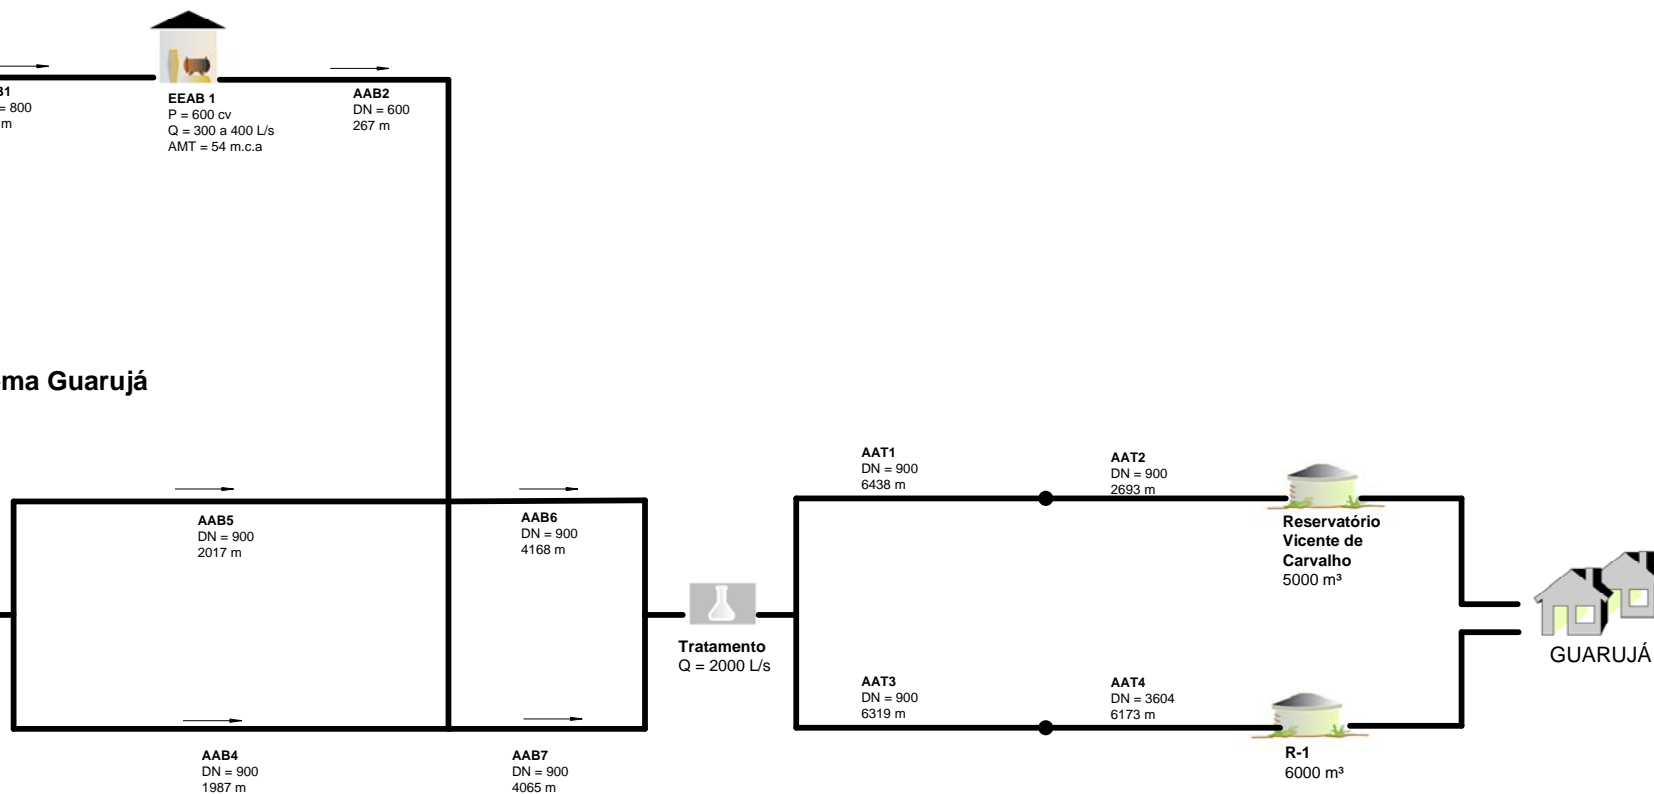 B1
= 800
m
EEAB 1
P = 600 cv
Q = 300 a 400 L/s
AMT = 54 m.c.a
AAB2
DN = 600
267 m
ma Guarujá
AAB5
DN = 900
2017 m
AAB6
DN = 900
4168 m
AAB4
DN = 900
1987 m
AAB7
DN = 900
4065 m
Tratamento
Q = 2000 L/s
AAT1
DN = 900
6438 m
AAT2
DN = 900
2693 m
Reservatório
Vicente de
Carvalho
5000 m³
AAT3
DN = 900
6319 m
AAT4
DN = 3604
6173 m
R-1
6000 m³
GUARUJÁ